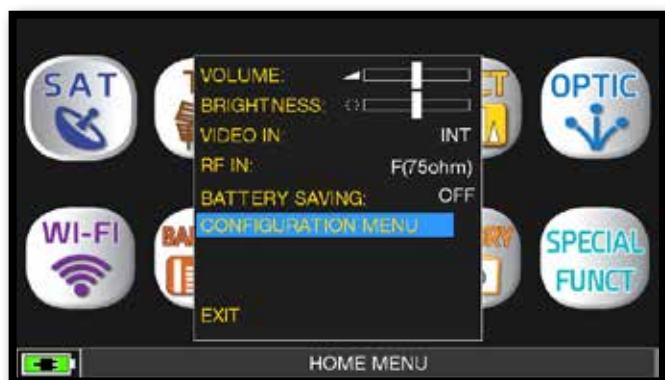 SAT
OPTIC
VOLUME:
BRIGHTNESS:
VIDEO IN: INT
RF IN: F(75ohm)
BATTERY SAVING: OFF
CONFIGURATION MENU
EXIT
WI-FI
SPECIAL
FUNCT
HOME MENU